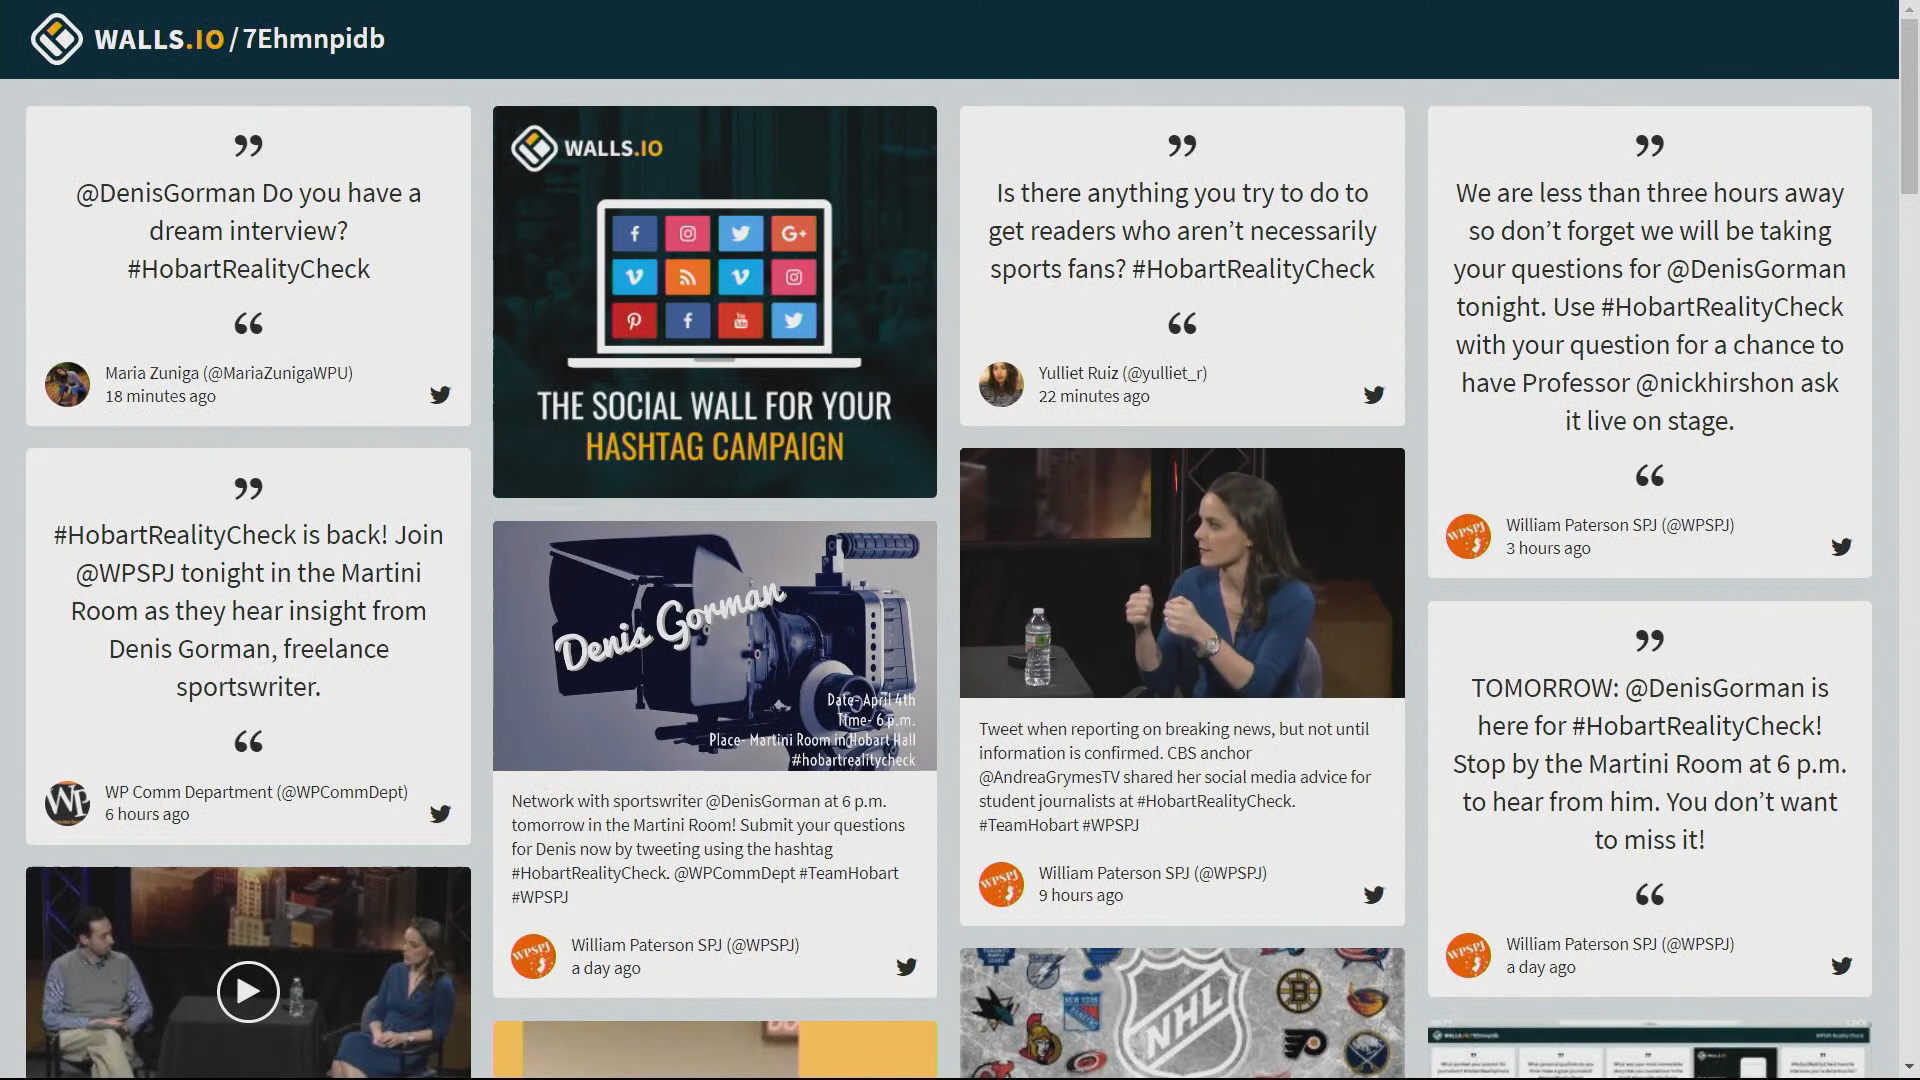 WALLS.IO / 7Ehmnpidb
”
@DenisGorman Do you have a
dream interview?
#HobartRealityCheck
“
Maria Zuniga (@MariaZunigaWPU)
18 minutes ago
”
#HobartRealityCheck is back! Join
@WPSPJ tonight in the Martini
Room as they hear insight from
Denis Gorman, freelance
sportswriter.
“
WP
WP Comm Department (@WPCommDept)
6 hours ago
WALLS.IO
THE SOCIAL WALL FOR YOUR
HASHTAG CAMPAIGN
Denis Gorman
Date- April 4th
Time- 6 p.m.
Place- Martini Room in Hobart Hall
#hobartrealitycheck
Network with sportswriter @DenisGorman at 6 p.m.
tomorrow in the Martini Room! Submit your questions
for Denis now by tweeting using the hashtag
#HobartRealityCheck. @WPCommDept #TeamHobart
#WPSPJ
WPSPJ
William Paterson SPJ (@WPSPJ)
a day ago
”
Is there anything you try to do to
get readers who aren’t necessarily
sports fans? #HobartRealityCheck
“
Yulliet Ruiz (@yulliet_r)
22 minutes ago
Tweet when reporting on breaking news, but not until
information is confirmed. CBS anchor
@AndreaGrymesTV shared her social media advice for
student journalists at #HobartRealityCheck.
#TeamHobart #WPSPJ
WPSPJ
William Paterson SPJ (@WPSPJ)
9 hours ago
NHL
”
We are less than three hours away
so don’t forget we will be taking
your questions for @DenisGorman
tonight. Use #HobartRealityCheck
with your question for a chance to
have Professor @nickhirshon ask
it live on stage.
“
WPSPJ
William Paterson SPJ (@WPSPJ)
3 hours ago
”
TOMORROW: @DenisGorman is
here for #HobartRealityCheck!
Stop by the Martini Room at 6 p.m.
to hear from him. You don’t want
to miss it!
“
WPSPJ
William Paterson SPJ (@WPSPJ)
a day ago